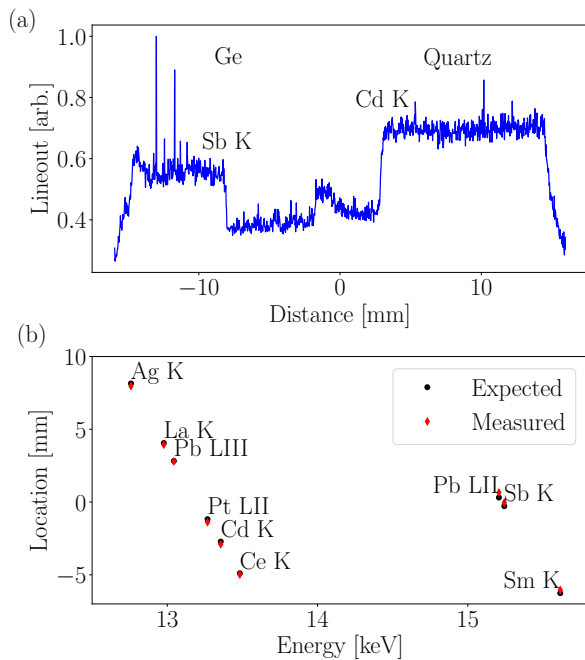 (a)
1.0
0.8
0.6
0.4
Lineout [arb.]
Ge
Quartz
Sb K
Cd K
−10
0
10
Distance [mm]
(b)
10
5
0
−5
Location [mm]
Ag K
La K
Pb LIII
Pt LII
Cd K
Ce K
Pb LII
Sb K
Sm K
Expected
Measured
13
14
15
Energy [keV]